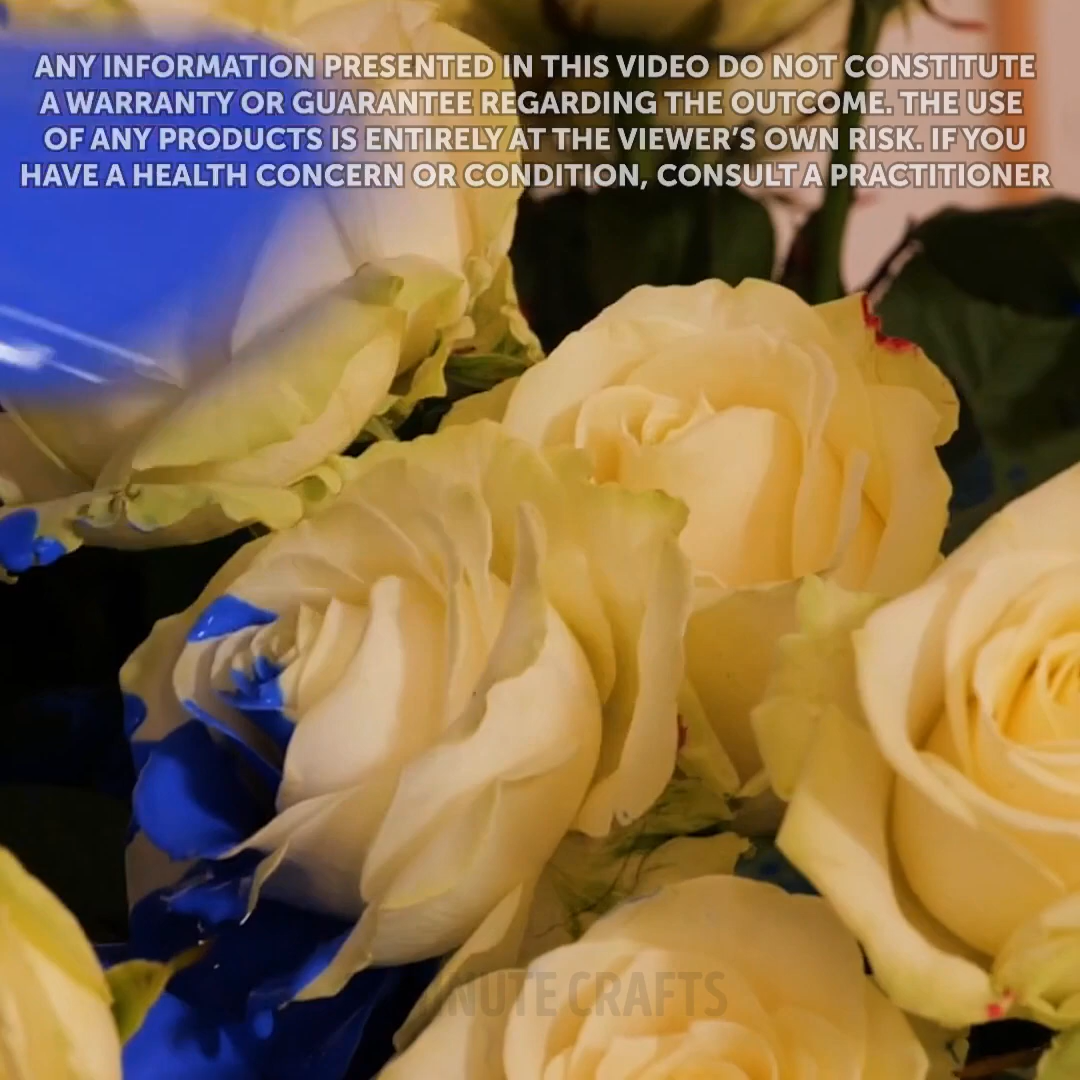 ANY INFORMATION PRESENTED IN THIS VIDEO DO NOT CONSTITUTE
A WARRANTY OR GUARANTEE REGARDING THE OUTCOME. THE USE
OF ANY PRODUCTS IS ENTIRELY AT THE VIEWER'S OWN RISK. IF YOU
HAVE A HEALTH CONCERN OR CONDITION, CONSULT A PRACTITIONER
CRAFTS